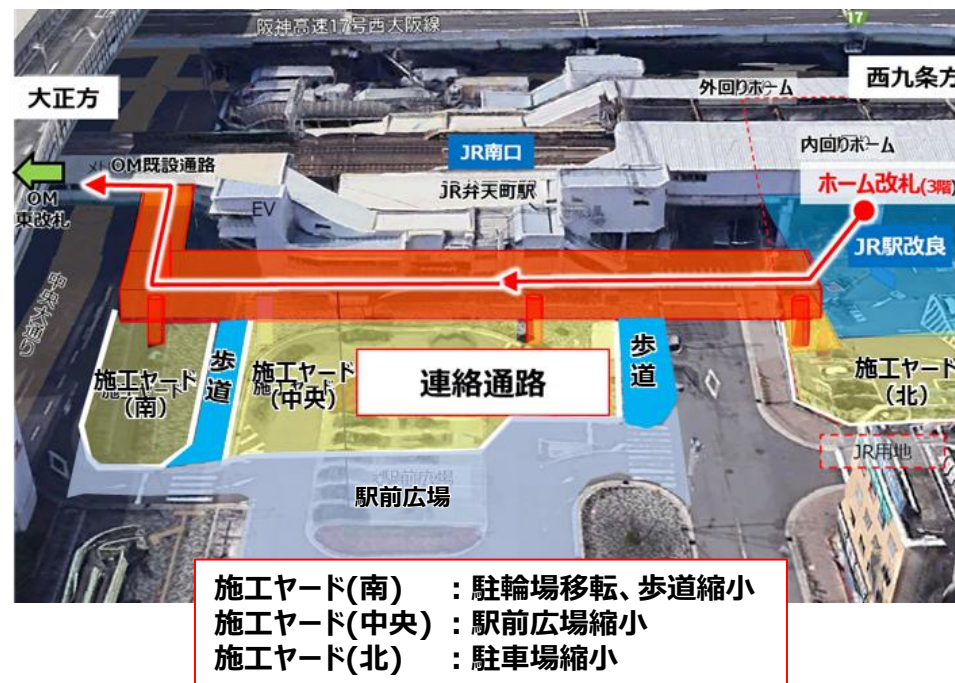 阪神高速17号西大阪線
17
大正方
外回りホーム
西九条方
JR南口
内回りホーム
OM既設通路
JR弁天町駅
ホーム改札(3階)
OM
東改札
EV
JR駅改良
中央大通り
歩道
歩道
施工ヤード
(南)
施工ヤード
(中央)
連絡通路
施工ヤード
(北)
JR用地
駅前広場
施工ヤード(南) :駐輪場移転、歩道縮小
施工ヤード(中央) :駅前広場縮小
施工ヤード(北) :駐車場縮小